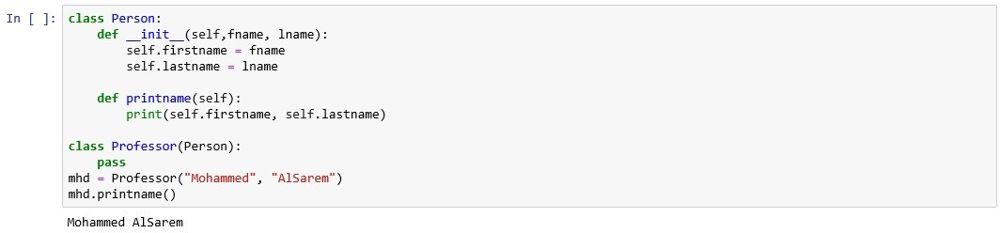 In [ ]: class Person:
    def __init__(self,fname, lname):
        self.firstname = fname
        self.lastname = lname

    def printname(self):
        print(self.firstname, self.lastname)

class Professor(Person):
    pass
mhd = Professor("Mohammed", "AlSarem")
mhd.printname()
Mohammed AlSarem